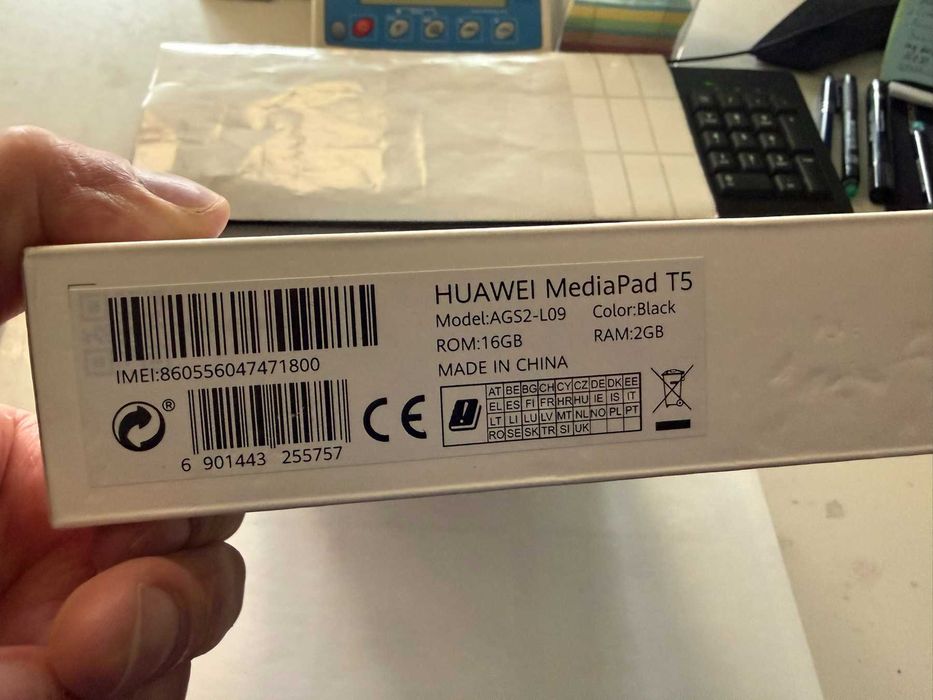 HUAWEI MediaPad T5
Model:AGS2-L09 Color:Black
ROM:16GB RAM:2GB
MADE IN CHINA
IMEI:860556047471800
®
6 901443 255757
CE
AT BE BG CH CY CZ DE DK EE
EL ES FI FR HR HU IE IS IT
LT LI LU LV MT NL NO PL PT
RO SE SK TR SI UK